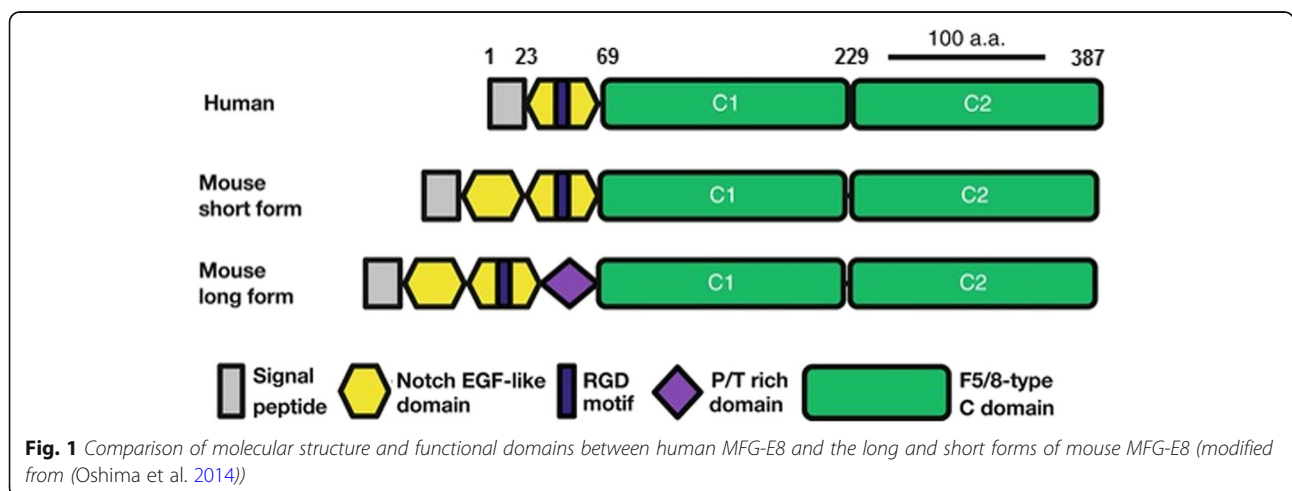 100 a.a.
1 23 69 229 387
Human C1 C2
Mouse
short form C1 C2
Mouse
long form C1 C2
Signal
peptide
Notch EGF-like
domain
RGD
motif
P/T rich
domain
F5/8-type
C domain
Fig. 1 Comparison of molecular structure and functional domains between human MFG-E8 and the long and short forms of mouse MFG-E8 (modified
from (Oshima et al. 2014))